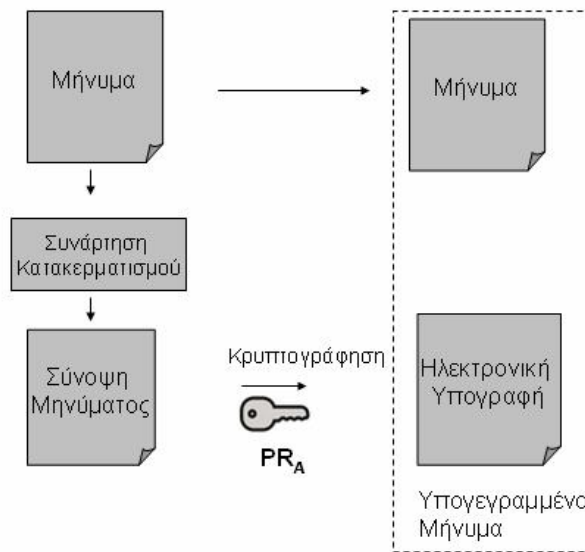 Μήνυμα
Μήνυμα
Συνάρτηση
Κατακερματισμού
Σύνοψη
Μηνύματος
Κρυπτογράφηση
PRA
Ηλεκτρονική
Υπογραφή
Υπογεγραμμένο
Μήνυμα